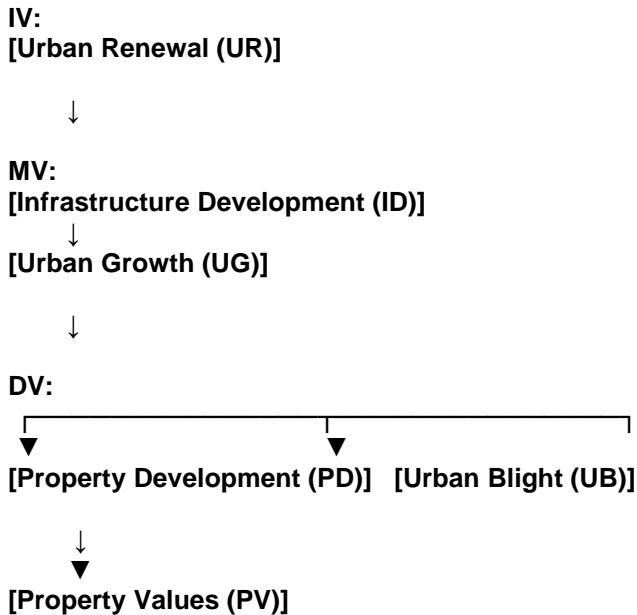 IV:
[Urban Renewal (UR)]
↓
MV:
[Infrastructure Development (ID)]
↓
[Urban Growth (UG)]
↓
DV:
[Property Development (PD)] [Urban Blight (UB)]
↓
[Property Values (PV)]